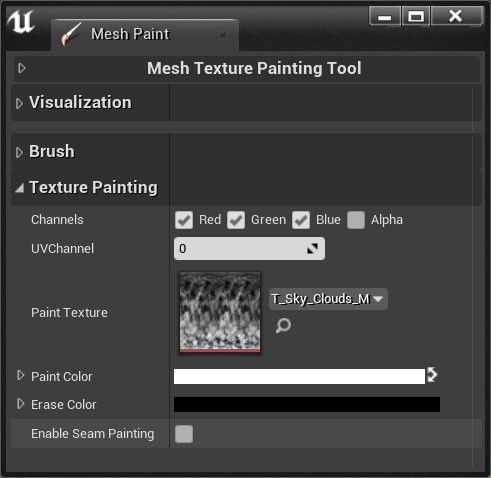 Mesh Paint
Mesh Texture Painting Tool
Visualization
Brush
Texture Painting
Channels Red Green Blue Alpha
UVChannel 0
Paint Texture T_Sky_Clouds_M
Paint Color
Erase Color
Enable Seam Painting